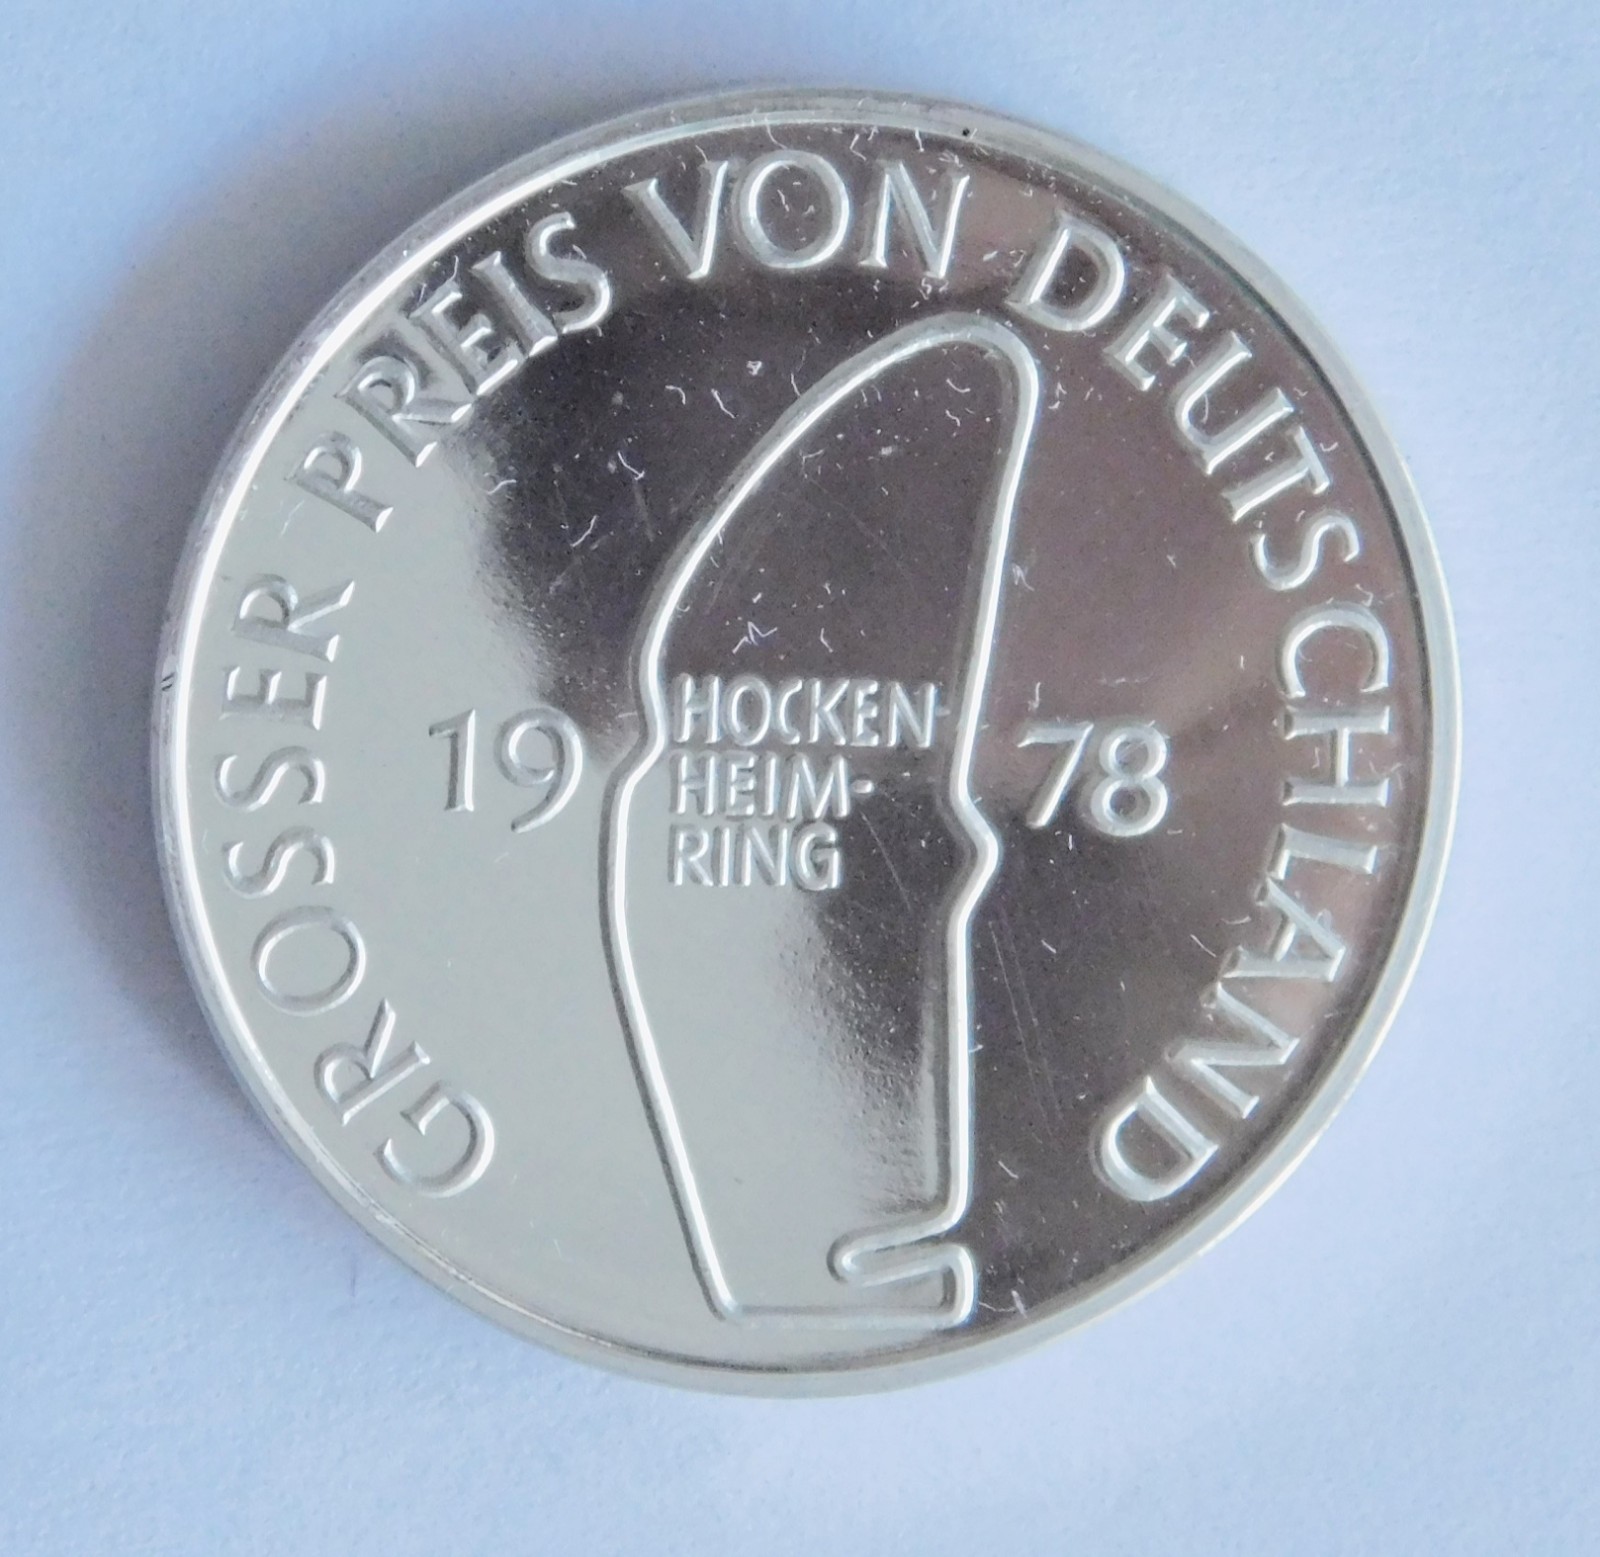 GROSSER PREIS VON DEUTSCHLAND
19 78
HOCKEN-
HEIM-
RING